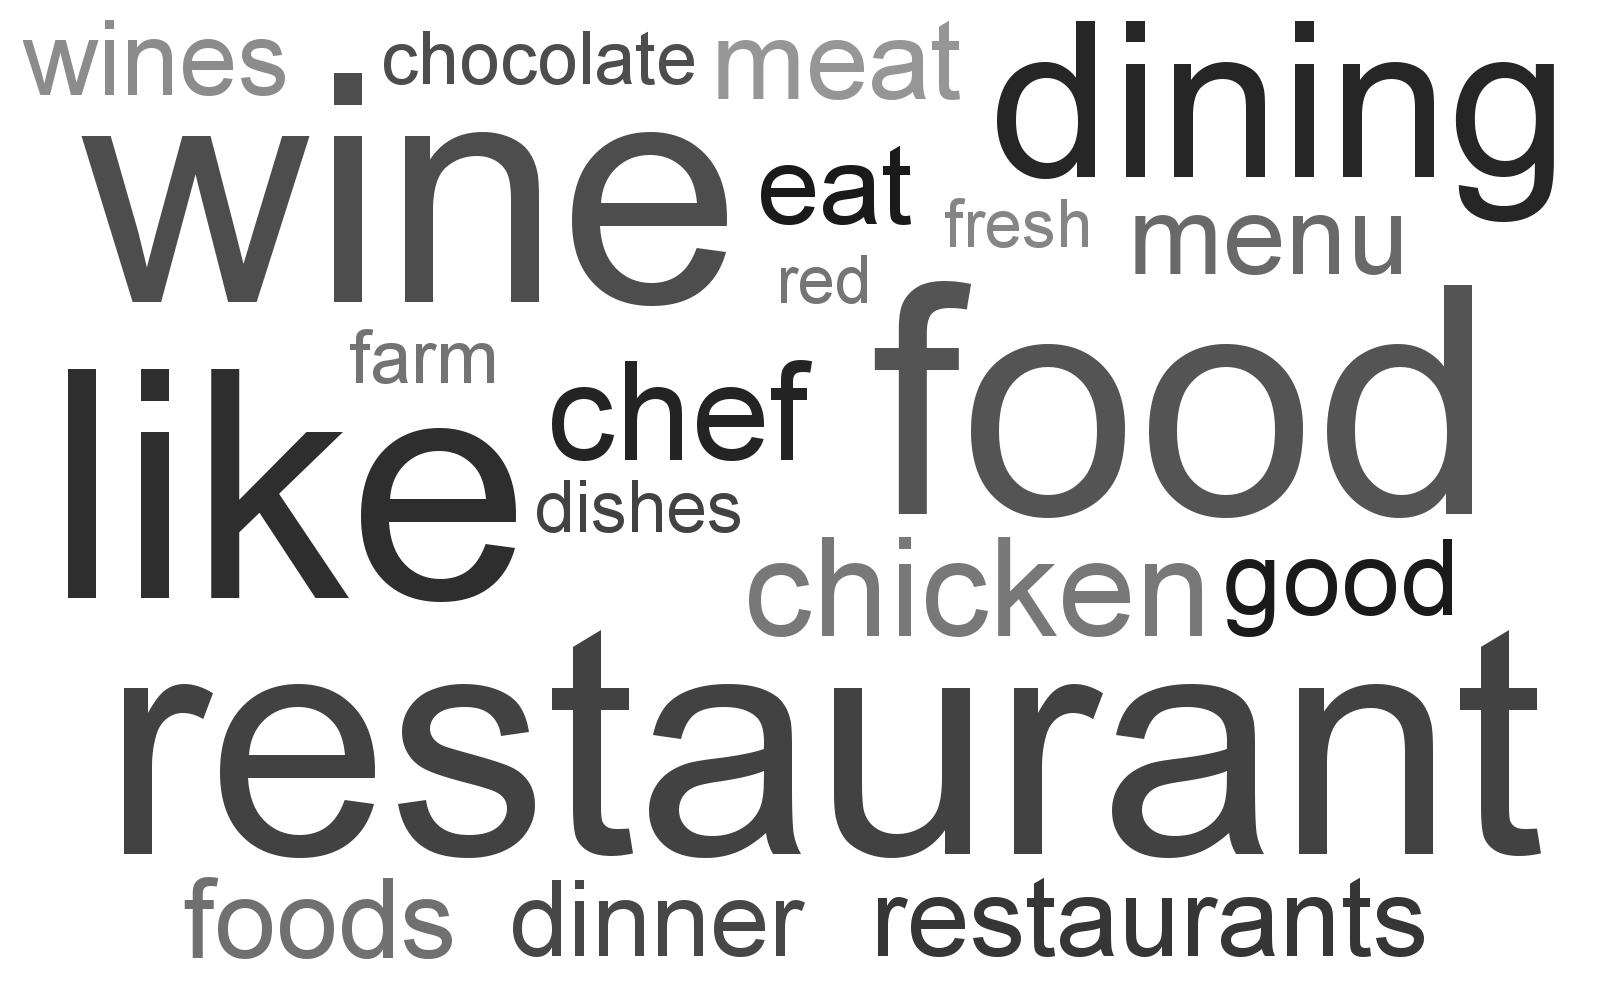 wines chocolate meat dining
wine eat fresh menu
red
farm food
like chef
dishes
chicken good
restaurant
foods dinner restaurants